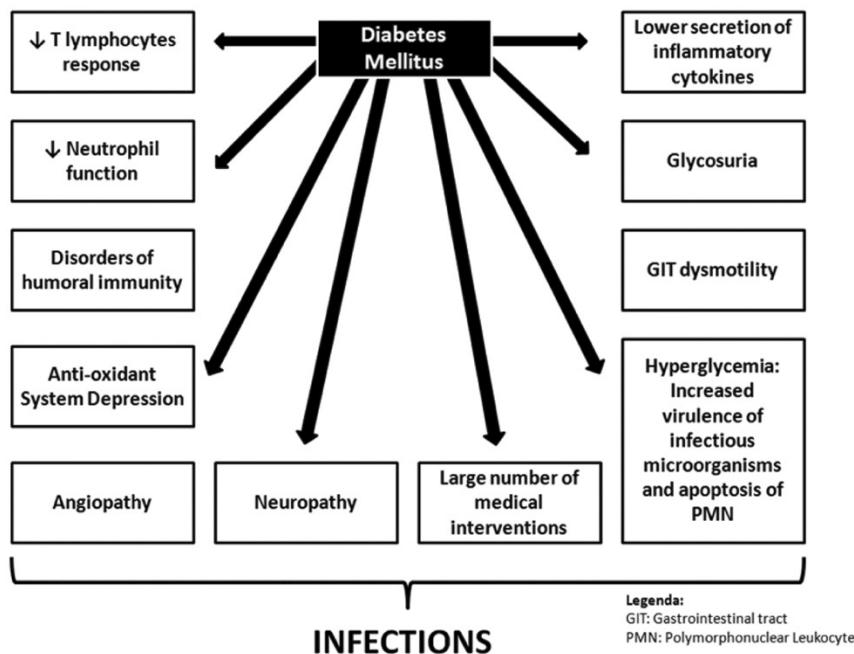 Diabetes
Mellitus
↓ T lymphocytes
response
↓ Neutrophil
function
Disorders of
humoral immunity
Anti-oxidant
System Depression
Angiopathy
Neuropathy
Large number of
medical
interventions
Lower secretion of
inflammatory
cytokines
Glycosuria
GIT dysmotility
Hyperglycemia:
Increased
virulence of
infectious
microorganisms
and apoptosis of
PMN
INFECTIONS
Legenda:
GIT: Gastrointestinal tract
PMN: Polymorphonuclear Leukocyte